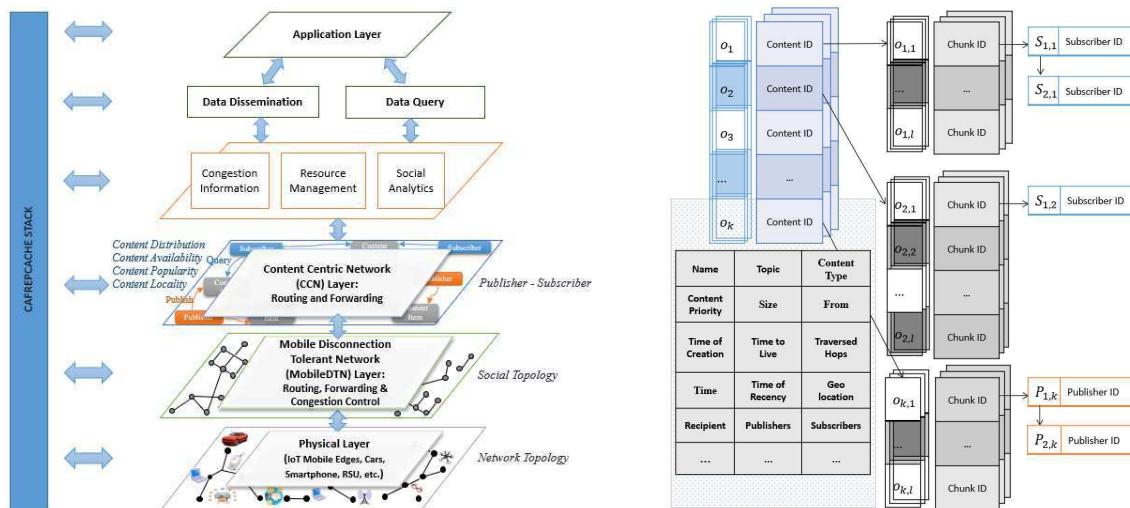 CAFREPCACHE STACK
Application Layer
Data Dissemination
Data Query
Congestion
Information
Resource
Management
Social
Analytics
Content Distribution
Content Availability
Content Popularity
Content Locality
Subscriber
Content
Subscriber
Query
Publish
Publisher
Item
Content Centric Network
(CCN) Layer:
Routing and Forwarding
Item
Publisher - Subscriber
Mobile Disconnection
Tolerant Network
(MobileDTN) Layer:
Routing, Forwarding &
Congestion Control
Social Topology
Physical Layer
(IoT Mobile Edges, Cars,
Smartphone, RSU, etc.)
Network Topology
o1 Content ID
o2 Content ID
o3 Content ID
... ...
ok Content ID
Name Topic Content Type
Content Priority Size From
Time of Creation Time to Live Traversed Hops
Time Time of Recency Geo location
Recipient Publishers Subscribers
... ... ...
o1,1 Chunk ID
... ...
o1,l Chunk ID
S1,1 Subscriber ID
S2,1 Subscriber ID
o2,1 Chunk ID
o2,2 Chunk ID
... ...
o2,l Chunk ID
S1,2 Subscriber ID
ok,1 Chunk ID
... ...
ok,l Chunk ID
P1,k Publisher ID
P2,k Publisher ID